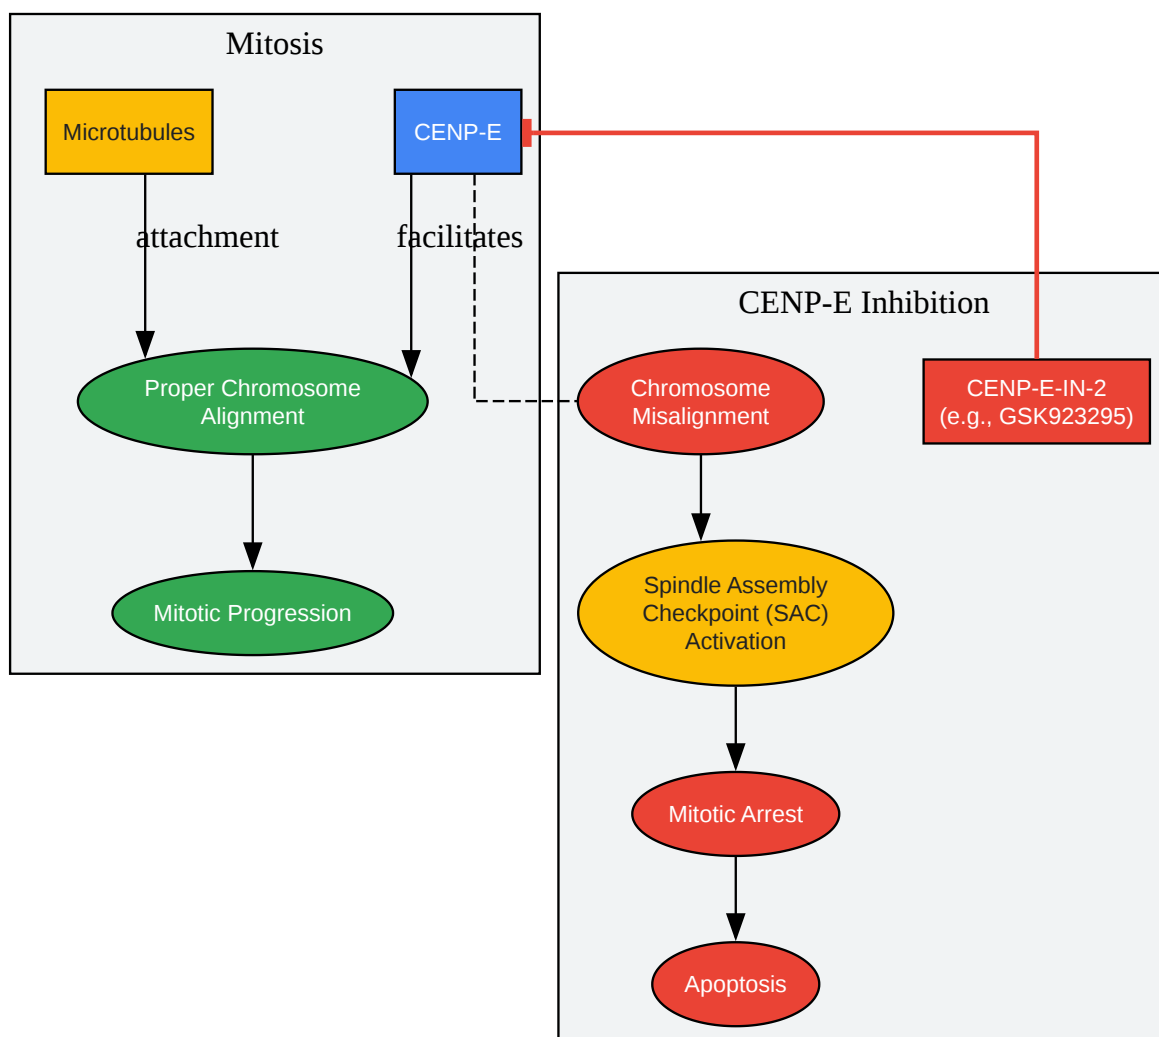 Mitosis
Microtubules
CENP-E
attachment
facilitates
Proper Chromosome
Alignment
Mitotic Progression
CENP-E Inhibition
Chromosome
Misalignment
CENP-E-IN-2
(e.g., GSK923295)
Spindle Assembly
Checkpoint (SAC)
Activation
Mitotic Arrest
Apoptosis